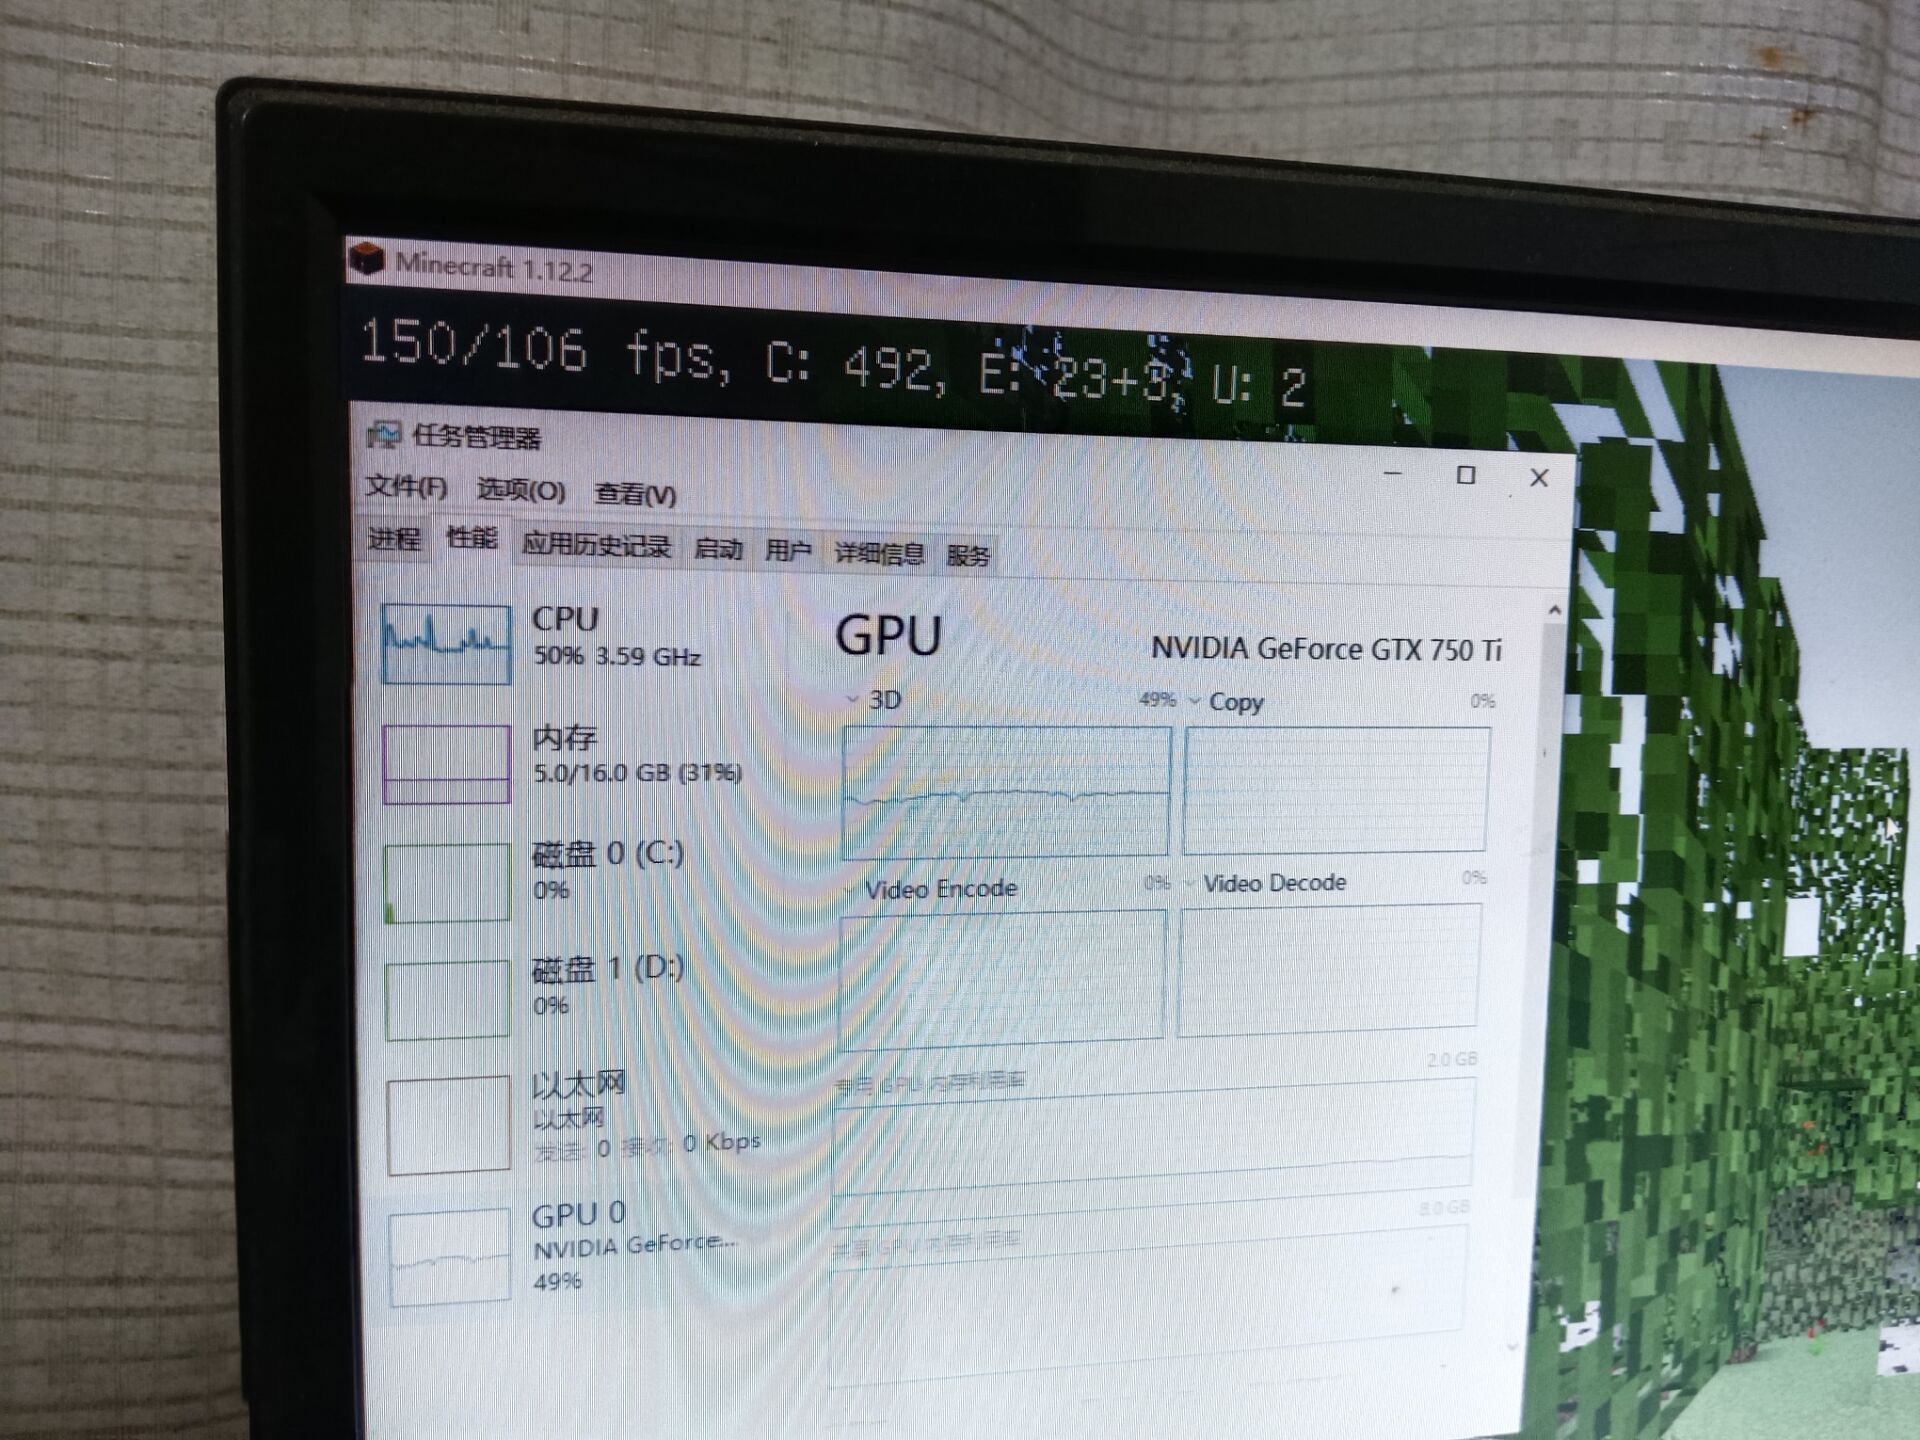 Minecraft 1.12.2
150/106 fps, C: 492, E: 23+3, U: 2
任务管理器
文件(F) 选项(O) 查看(V)
进程 性能 应用历史记录 启动 用户 详细信息 服务
CPU
50% 3.59 GHz
内存
5.0/16.0 GB (31%)
磁盘 0 (C:)
0%
磁盘 1 (D:)
0%
以太网
以太网
发送: 0 接收: 0 Kbps
GPU 0
NVIDIA GeForce...
49%
GPU
NVIDIA GeForce GTX 750 Ti
3D 49% Copy 0%
Video Encode 0% Video Decode 0%
专用 GPU 内存利用率 2.0 GB
共享 GPU 内存利用率 8.0 GB